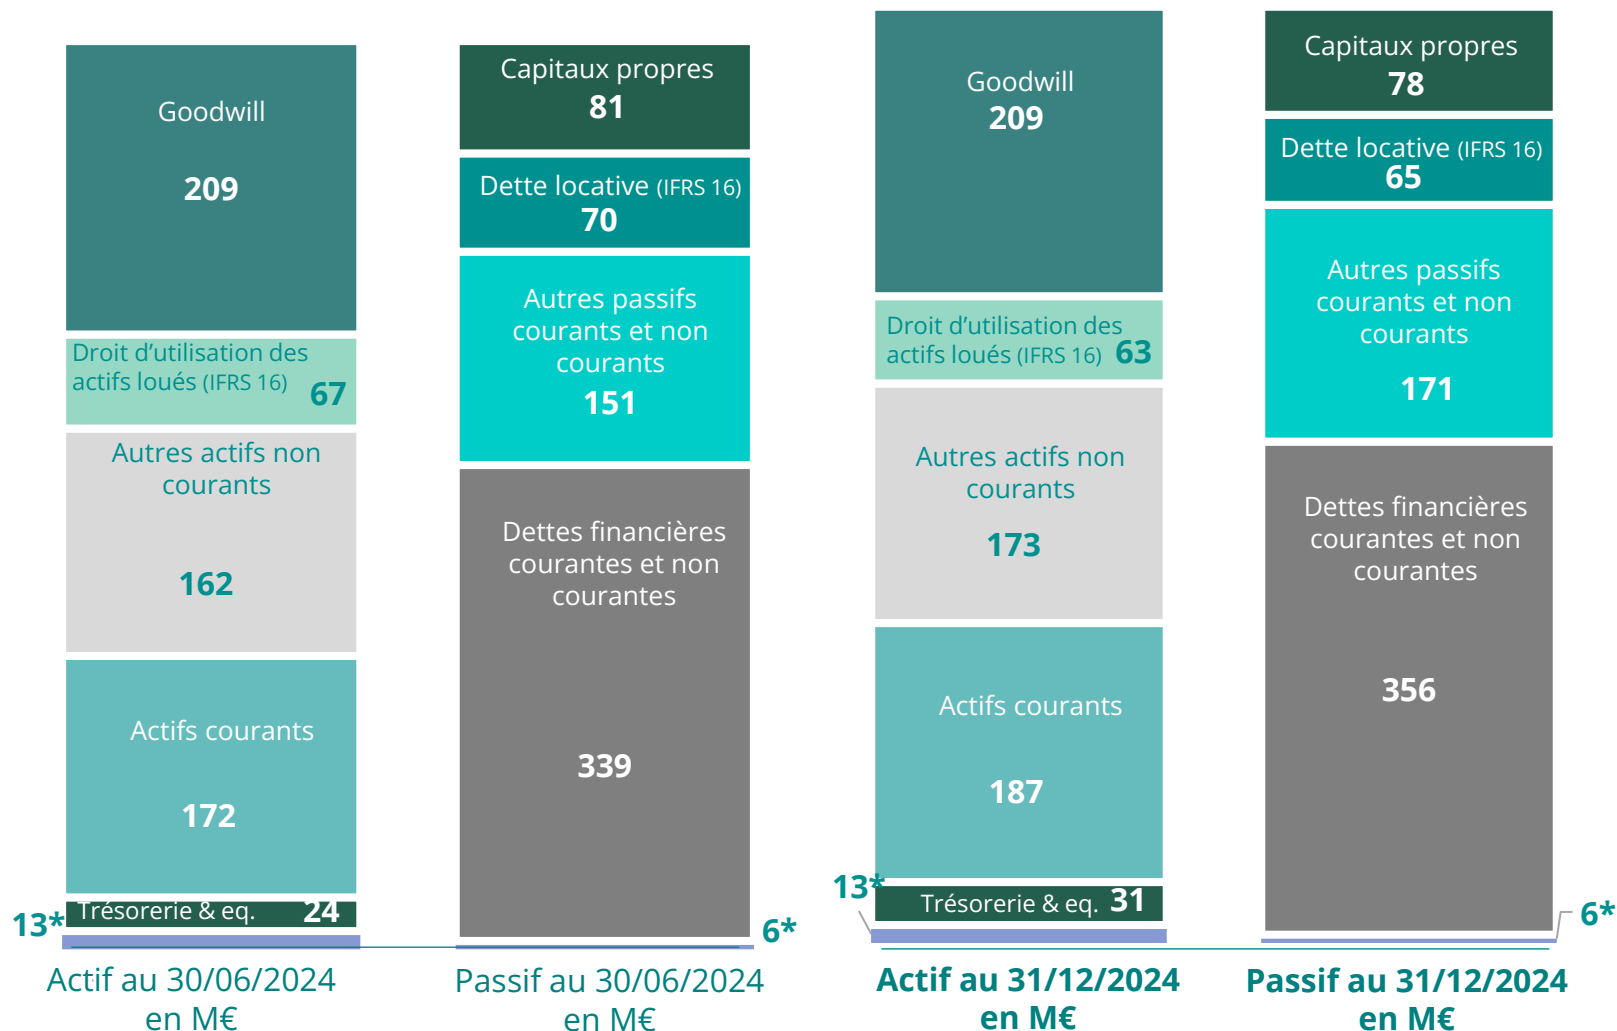 Goodwill
209
Droit d’utilisation des
actifs loués (IFRS 16) 67
Autres actifs non
courants
162
Actifs courants
172
Trésorerie & eq. 24
13*
Actif au 30/06/2024
en M€
Capitaux propres
81
Dette locative (IFRS 16)
70
Autres passifs
courants et non
courants
151
Dettes financières
courantes et non
courantes
339
6*
Passif au 30/06/2024
en M€
Goodwill
209
Droit d’utilisation des
actifs loués (IFRS 16) 63
Autres actifs non
courants
173
Actifs courants
187
13*
Trésorerie & eq. 31
Actif au 31/12/2024
en M€
Capitaux propres
78
Dette locative (IFRS 16)
65
Autres passifs
courants et non
courants
171
Dettes financières
courantes et non
courantes
356
6*
Passif au 31/12/2024
en M€